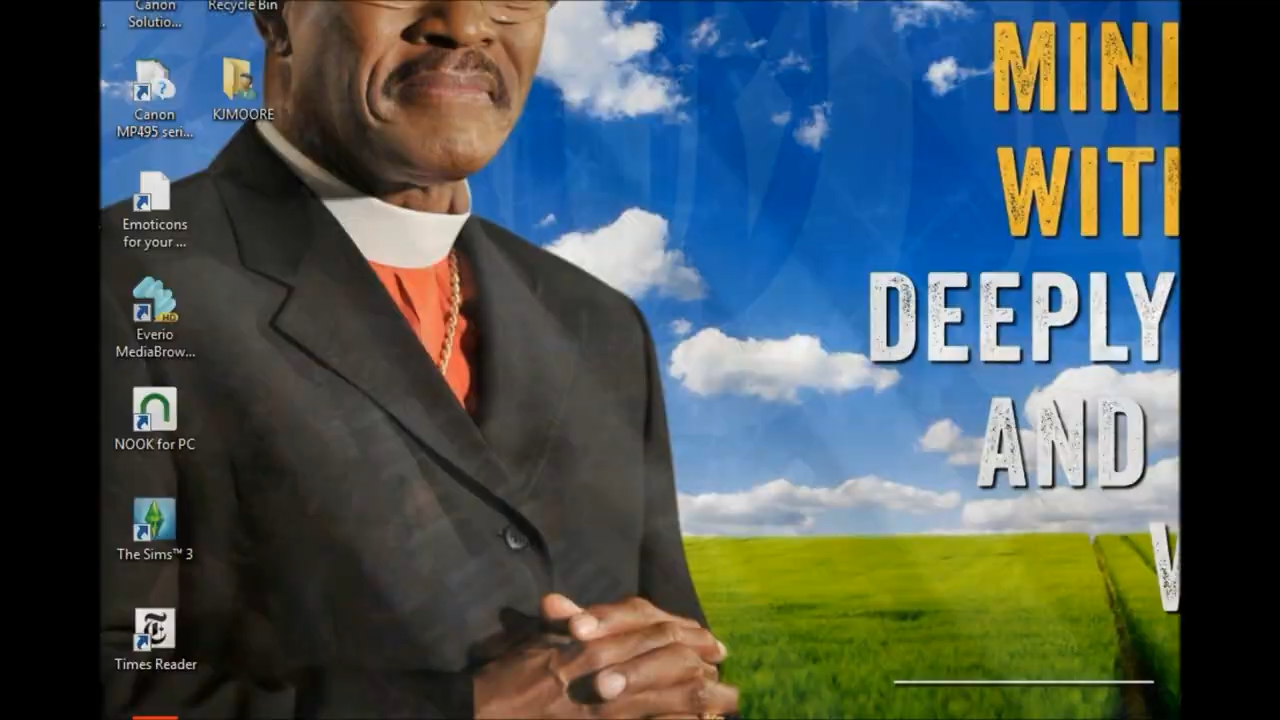 Canon
Solutio...
Recycle Bin
Canon
MP495 seri...
KJMOORE
Emoticons
for your ...
Everio
MediaBrow...
NOOK for PC
The Sims™ 3
Times Reader
MINI
WITH
DEEPLY
AND